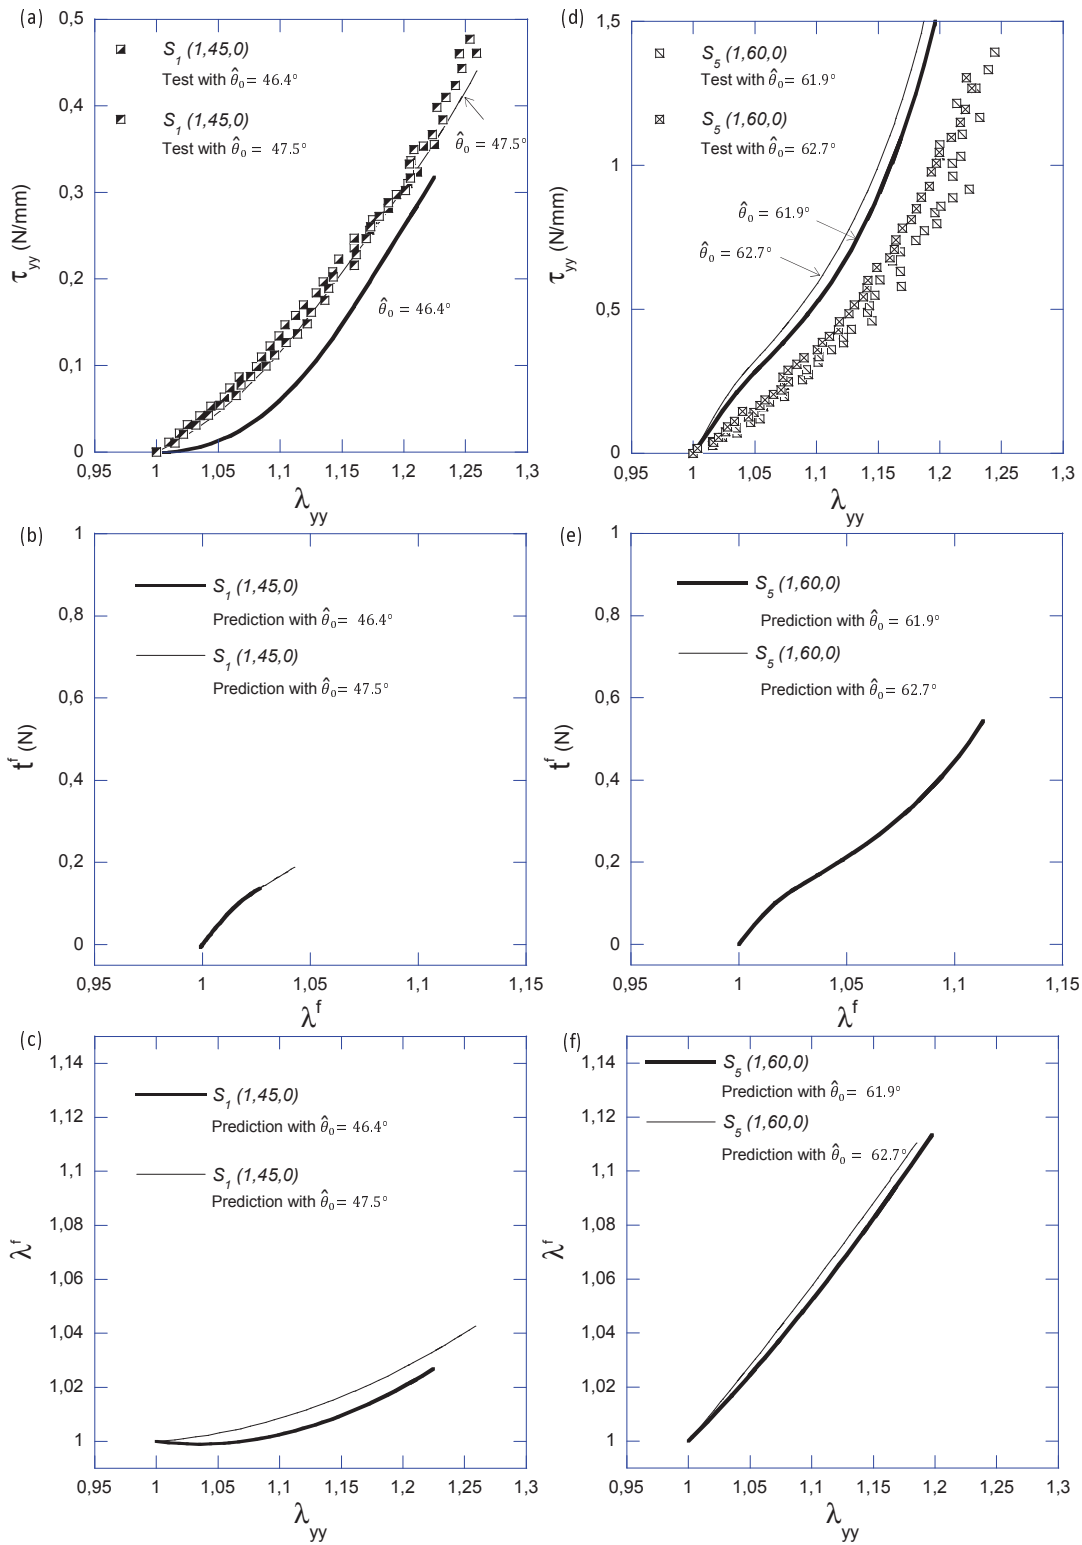 (a)
S1 (1,45,0)
Test with θ̂0= 46.4°
S1 (1,45,0)
Test with θ̂0= 47.5°
θ̂0= 47.5°
θ̂0= 46.4°
0,5
0,4
0,3
0,2
0,1
0
τyy (N/mm)
0,95 1 1,05 1,1 1,15 1,2 1,25 1,3
λyy
(d)
S5 (1,60,0)
Test with θ̂0= 61.9°
S5 (1,60,0)
Test with θ̂0= 62.7°
θ̂0= 61.9°
θ̂0= 62.7°
1,5
1
0,5
0
τyy (N/mm)
0,95 1 1,05 1,1 1,15 1,2 1,25 1,3
λyy
(b)
S1 (1,45,0)
Prediction with θ̂0= 46.4°
S1 (1,45,0)
Prediction with θ̂0= 47.5°
1
0,8
0,6
0,4
0,2
0
tf (N)
0,95 1 1,05 1,1 1,15
λf
(e)
S5 (1,60,0)
Prediction with θ̂0 = 61.9°
S5 (1,60,0)
Prediction with θ̂0 = 62.7°
1
0,8
0,6
0,4
0,2
0
tf (N)
0,95 1 1,05 1,1 1,15
λf
(c)
S1 (1,45,0)
Prediction with θ̂0= 46.4°
S1 (1,45,0)
Prediction with θ̂0= 47.5°
1,14
1,12
1,1
1,08
1,06
1,04
1,02
1
λf
0,95 1 1,05 1,1 1,15 1,2 1,25 1,3
λyy
(f)
S5 (1,60,0)
Prediction with θ̂0= 61.9°
S5 (1,60,0)
Prediction with θ̂0 = 62.7°
1,14
1,12
1,1
1,08
1,06
1,04
1,02
1
λf
0,95 1 1,05 1,1 1,15 1,2 1,25 1,3
λyy